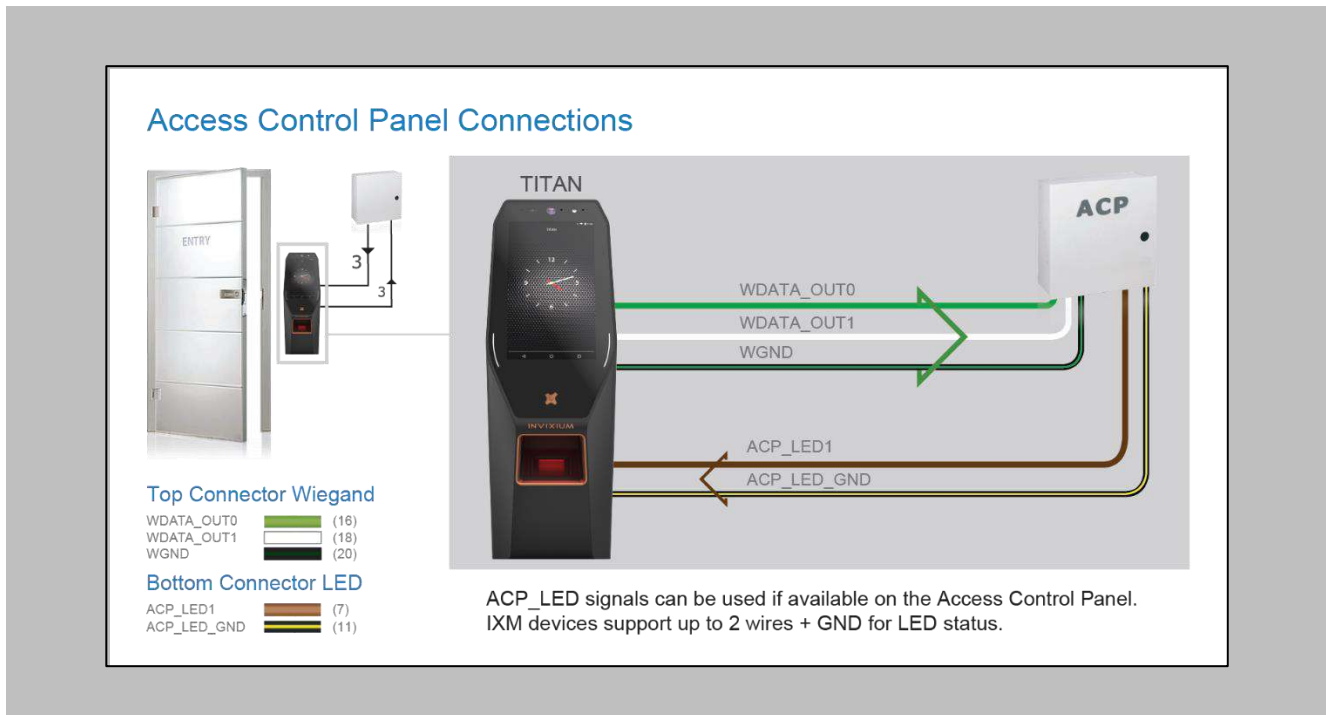 Access Control Panel Connections
ENTRY
3
3
TITAN
12
ACP
WDATA_OUT0
WDATA_OUT1
WGND
INVIXIUM
ACP_LED1
ACP_LED_GND
Top Connector Wiegand
WDATA_OUT0 (16)
WDATA_OUT1 (18)
WGND (20)
Bottom Connector LED
ACP_LED1 (7)
ACP_LED_GND (11)
ACP_LED signals can be used if available on the Access Control Panel.
IXM devices support up to 2 wires + GND for LED status.